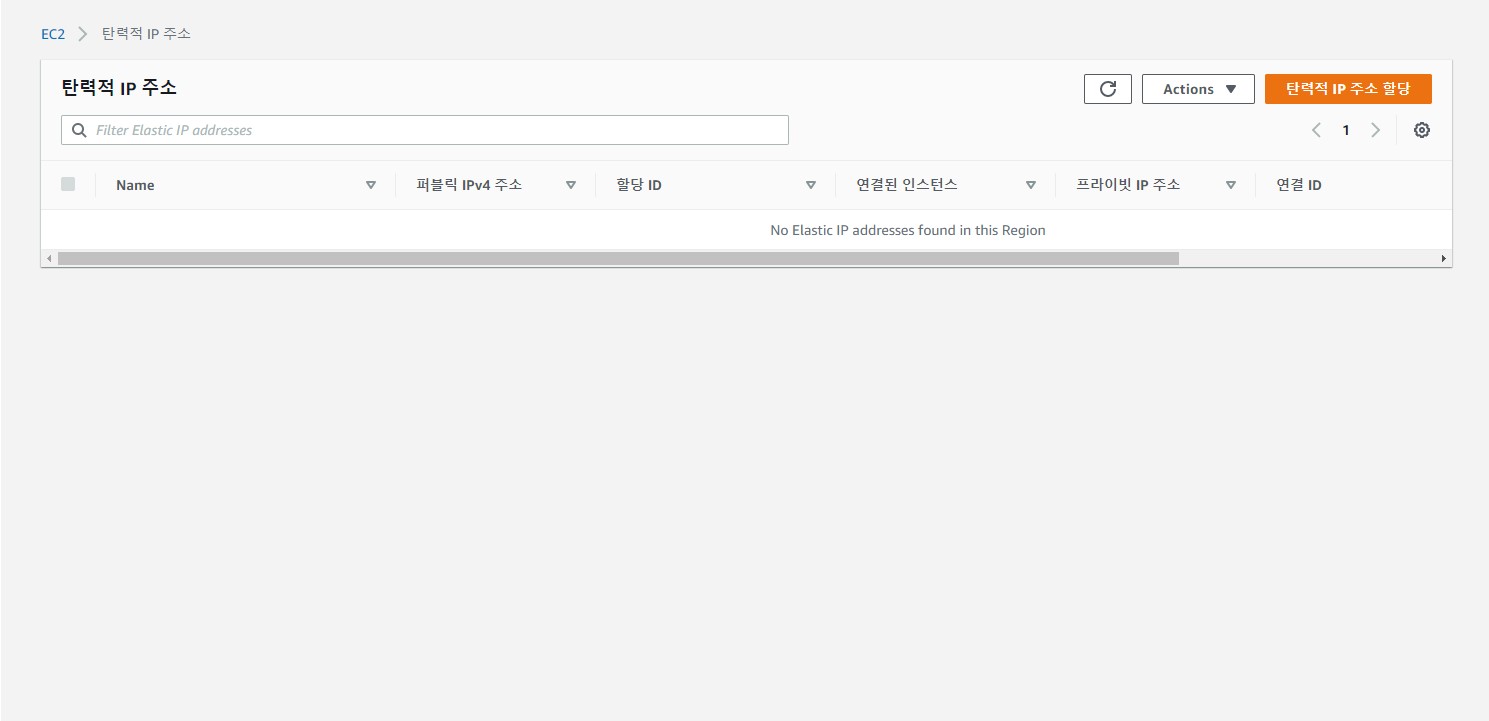 EC2 탄력적 IP 주소
탄력적 IP 주소
Actions
탄력적 IP 주소 할당
Filter Elastic IP addresses
1
Name 퍼블릭 IPv4 주소 할당 ID 연결된 인스턴스 프라이빗 IP 주소 연결 ID
No Elastic IP addresses found in this Region